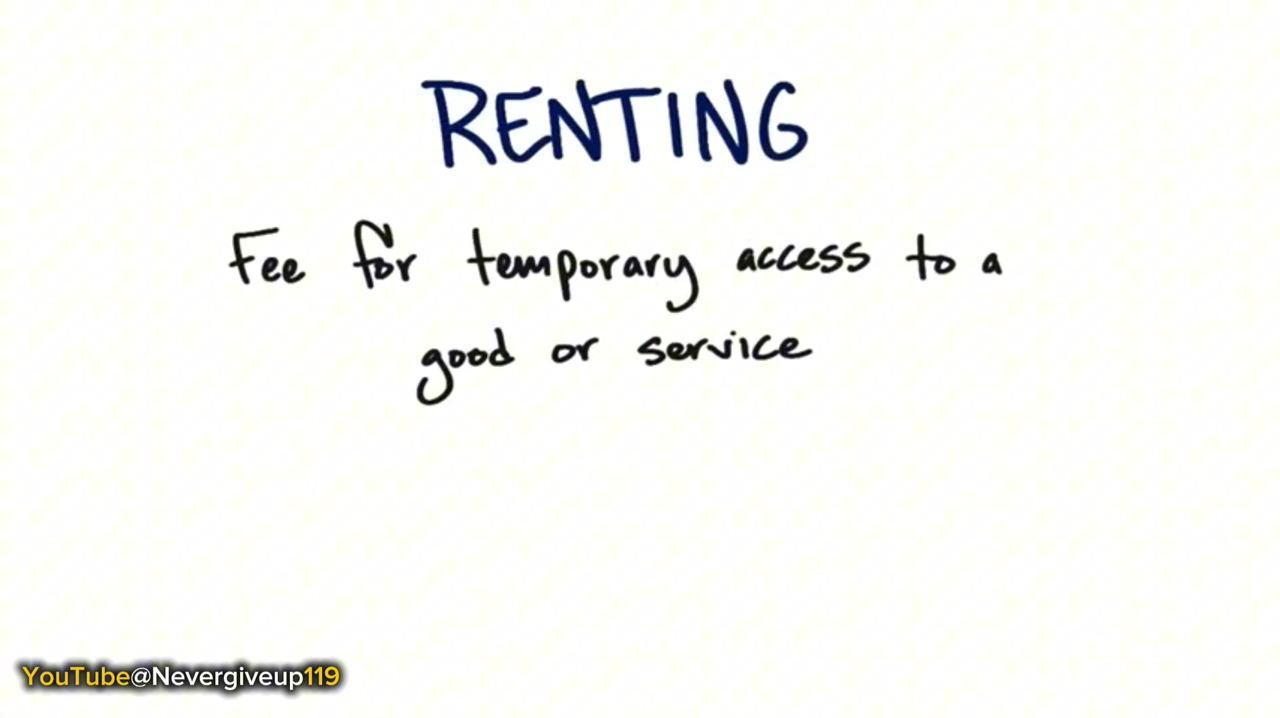 RENTING
Fee for temporary access to a
good or service
YouTube@Nevergiveup119